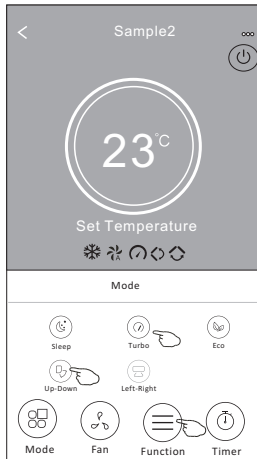 Sample2
23°C
Set Temperature
Mode
Sleep Turbo Eco
Up-Down Left-Right
Mode Fan Function Timer